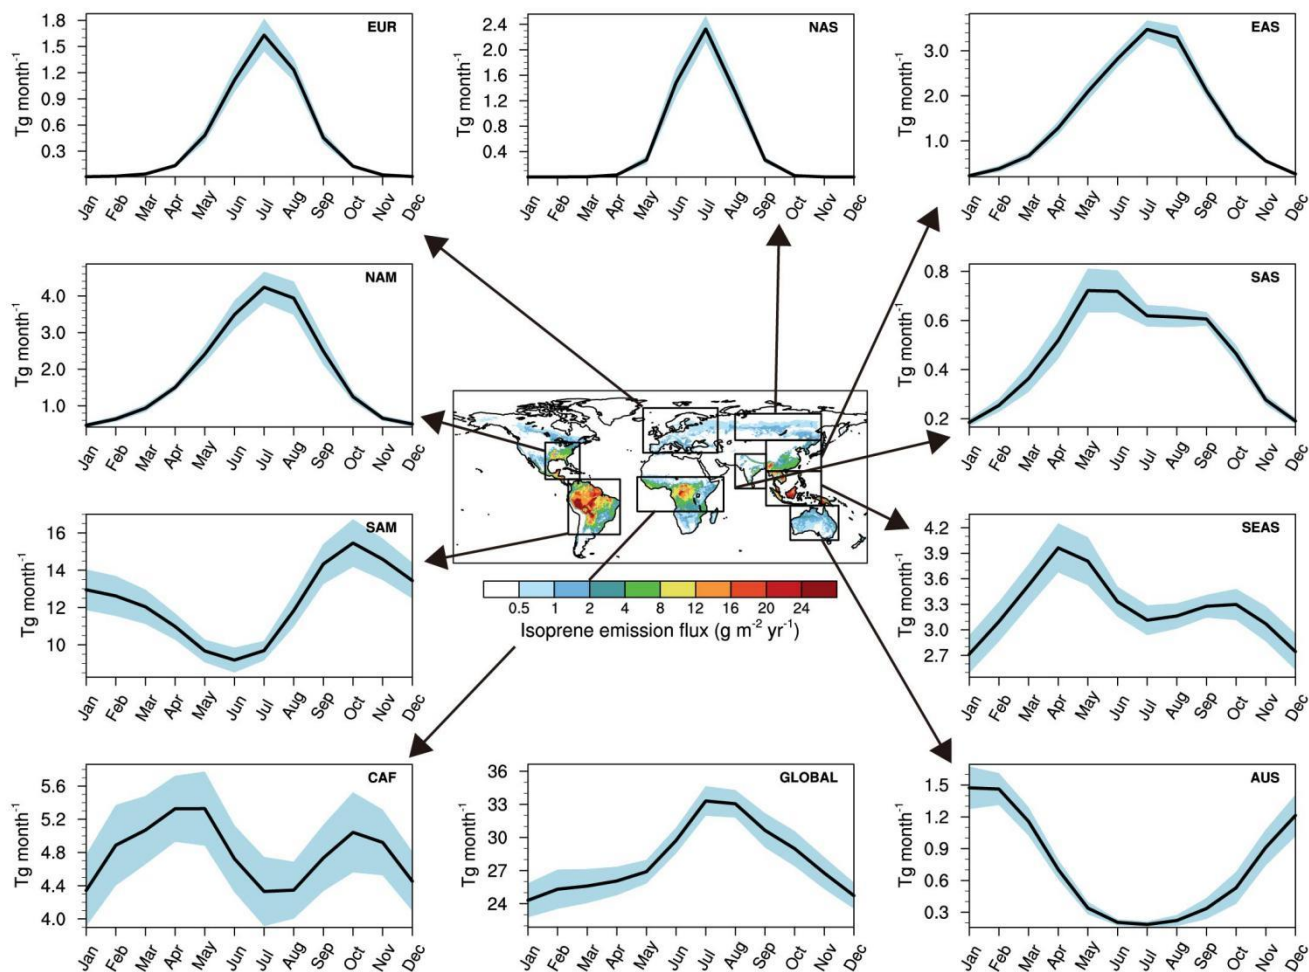 EUR
Tg month⁻¹
1.8
1.5
1.2
0.9
0.6
0.3
Jan Feb Mar Apr May Jun Jul Aug Sep Oct Nov Dec
NAS
Tg month⁻¹
2.4
2.0
1.6
1.2
0.8
0.4
Jan Feb Mar Apr May Jun Jul Aug Sep Oct Nov Dec
EAS
Tg month⁻¹
3.0
2.0
1.0
Jan Feb Mar Apr May Jun Jul Aug Sep Oct Nov Dec
NAM
Tg month⁻¹
4.0
3.0
2.0
1.0
Jan Feb Mar Apr May Jun Jul Aug Sep Oct Nov Dec
SAS
Tg month⁻¹
0.8
0.6
0.4
0.2
Jan Feb Mar Apr May Jun Jul Aug Sep Oct Nov Dec
0.5 1 2 4 8 12 16 20 24
Isoprene emission flux (g m⁻² yr⁻¹)
SAM
Tg month⁻¹
16
14
12
10
Jan Feb Mar Apr May Jun Jul Aug Sep Oct Nov Dec
SEAS
Tg month⁻¹
4.2
3.9
3.6
3.3
3.0
2.7
Jan Feb Mar Apr May Jun Jul Aug Sep Oct Nov Dec
CAF
Tg month⁻¹
5.6
5.2
4.8
4.4
4.0
Jan Feb Mar Apr May Jun Jul Aug Sep Oct Nov Dec
GLOBAL
Tg month⁻¹
36
33
30
27
24
Jan Feb Mar Apr May Jun Jul Aug Sep Oct Nov Dec
AUS
Tg month⁻¹
1.5
1.2
0.9
0.6
0.3
Jan Feb Mar Apr May Jun Jul Aug Sep Oct Nov Dec